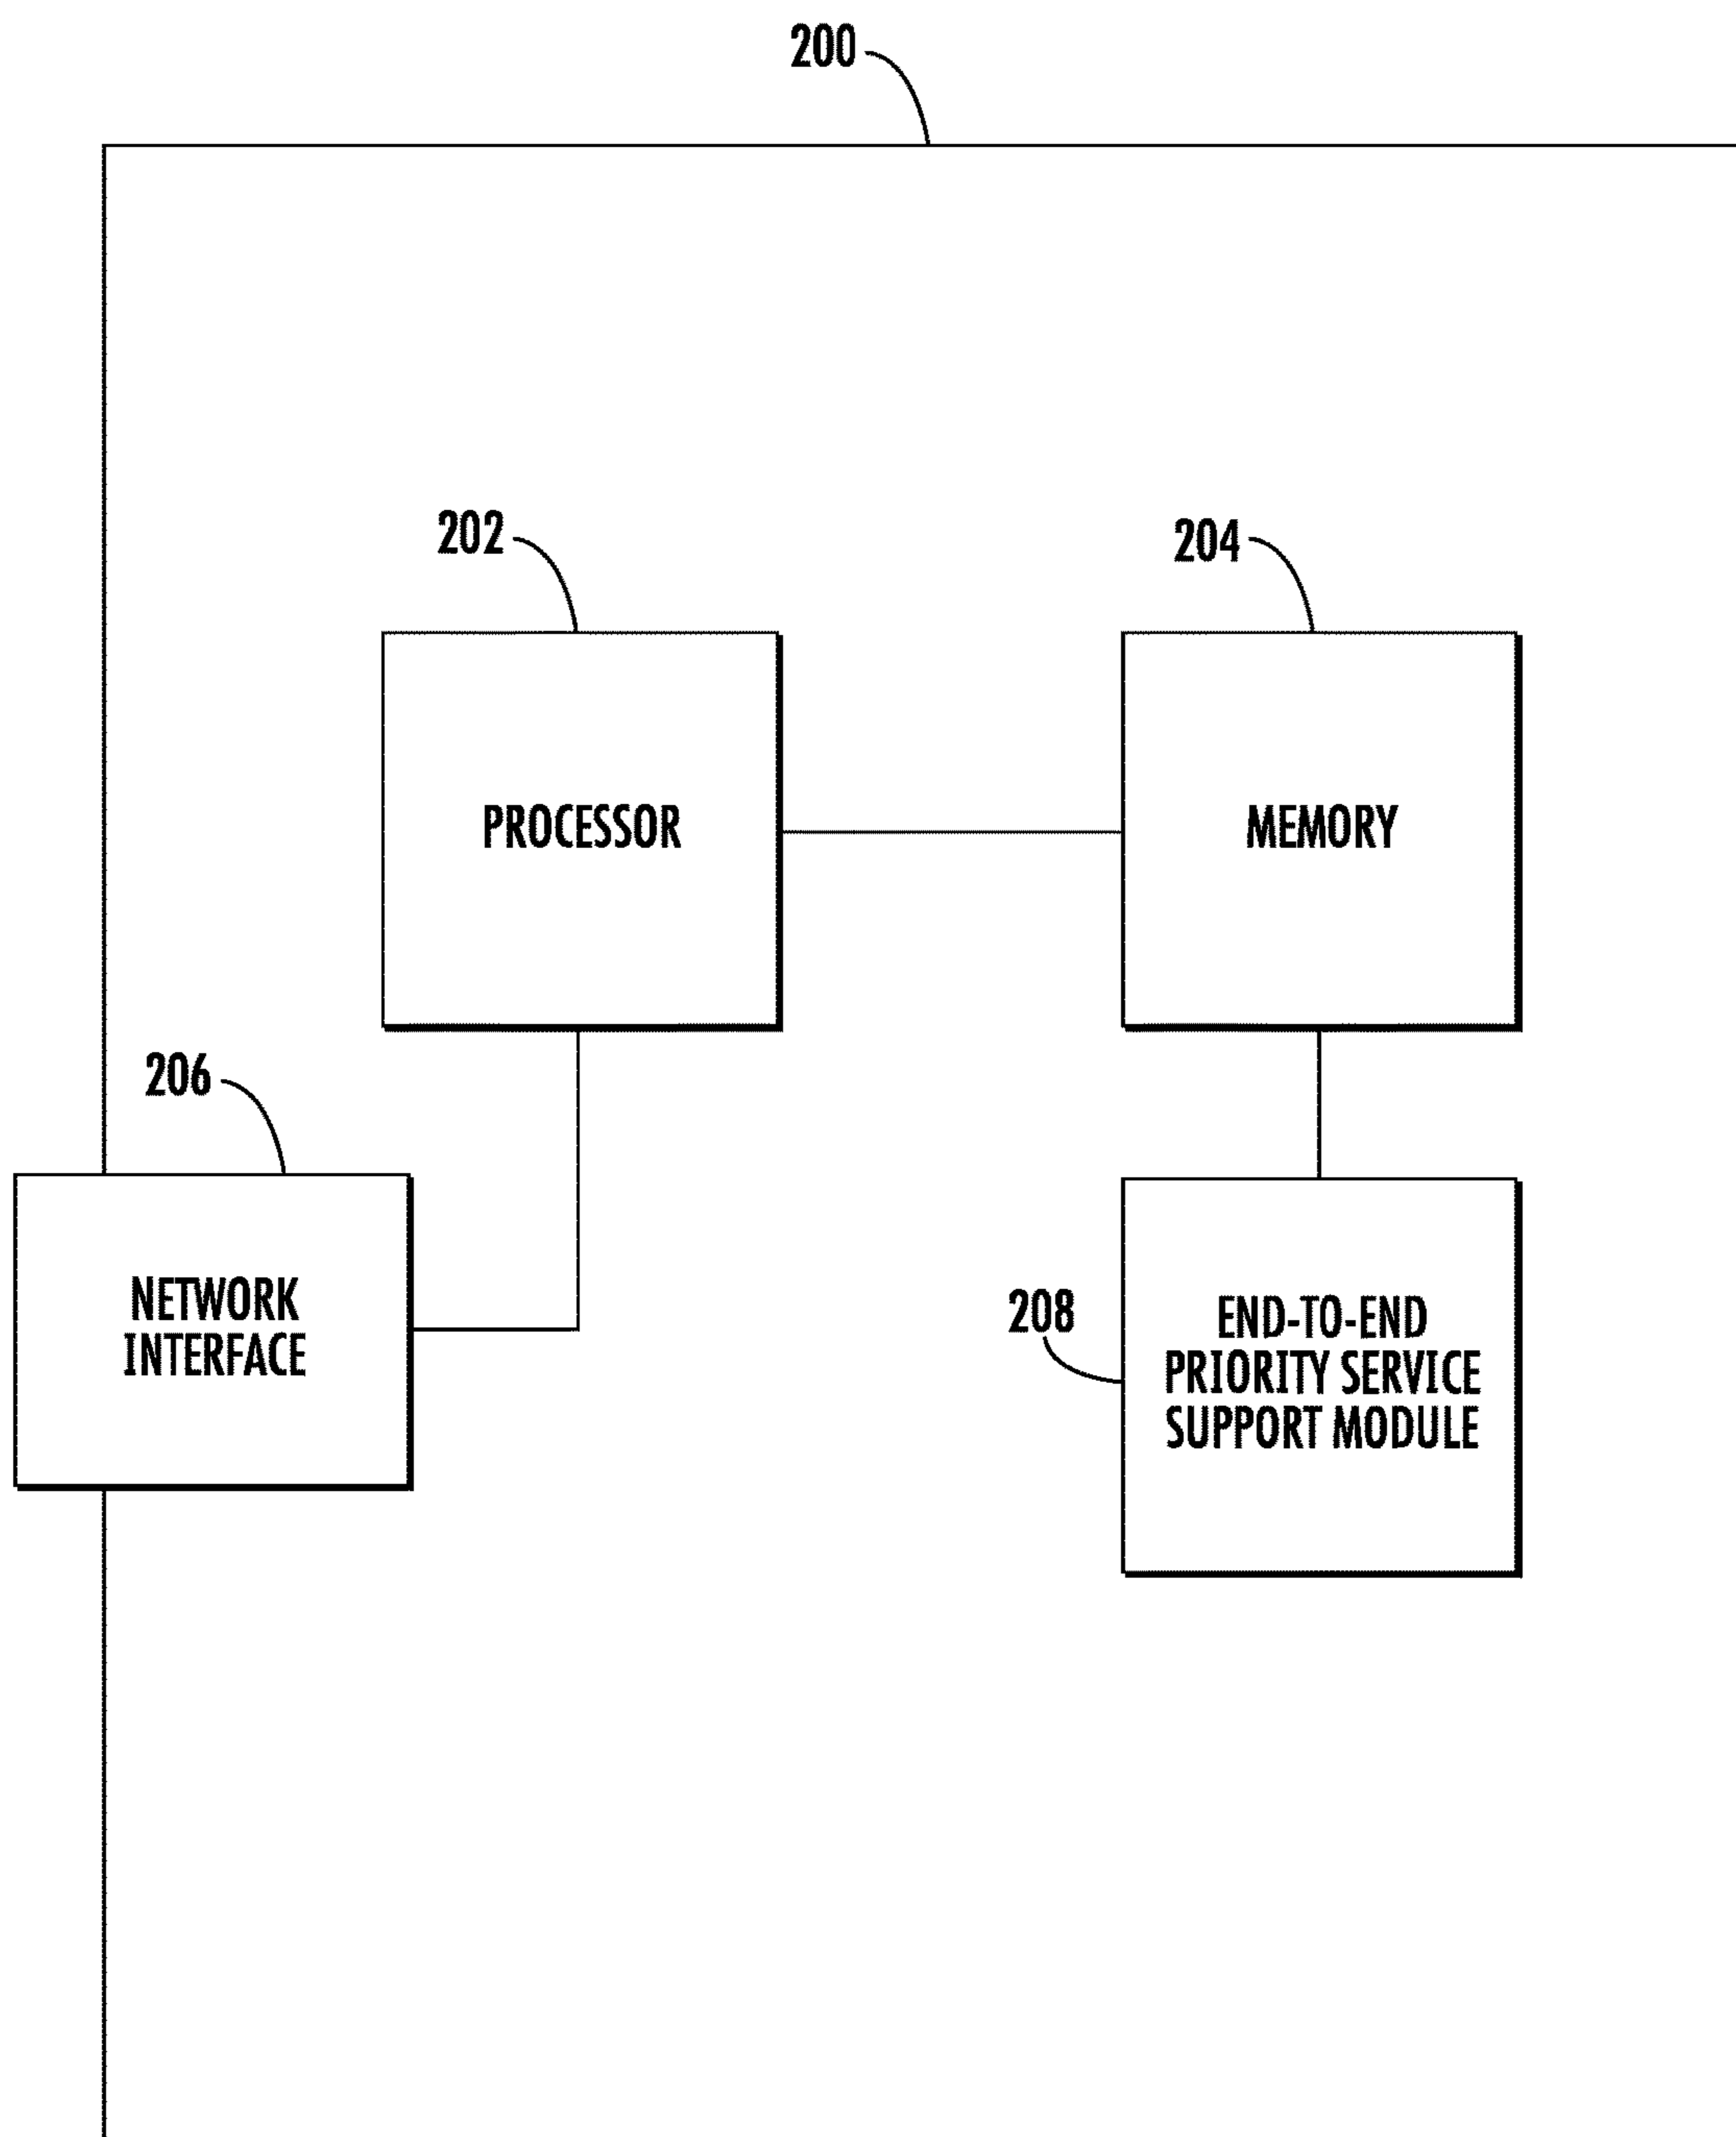 200
202
204
PROCESSOR
MEMORY
206
NETWORK
INTERFACE
208
END-TO-END
PRIORITY SERVICE
SUPPORT MODULE